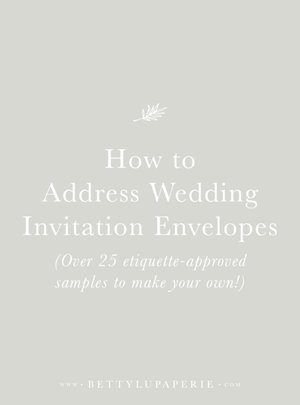 How to
Address Wedding
Invitation Envelopes
(Over 25 etiquette-approved
samples to make your own!)
www · BETTYLUPAPERIE · com